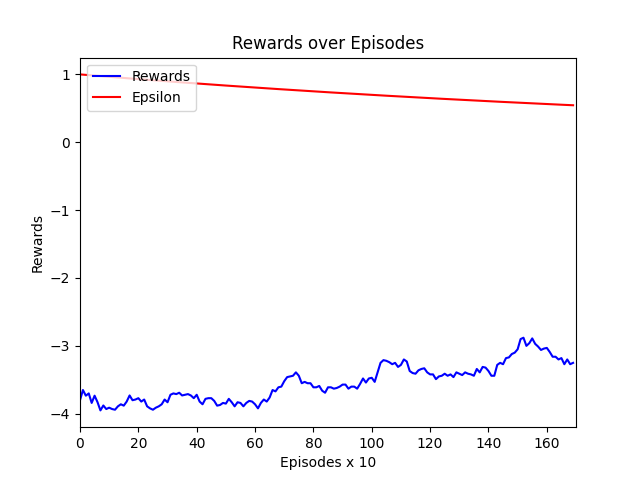 Rewards over Episodes
Rewards
Epsilon
1
0
−1
−2
−3
−4
Rewards
0 20 40 60 80 100 120 140 160
Episodes x 10